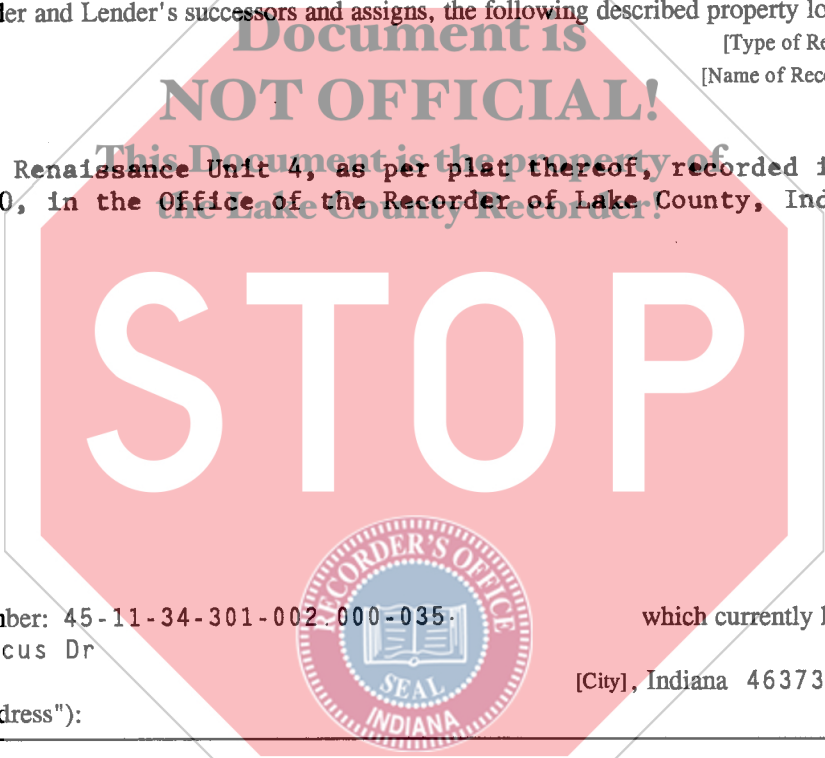 ler and Lender's successors and assigns, the following described property lo
Document is
[Type of Re
NOT OFFICIAL!
[Name of Reco
This Document is the property of
Renaissance Unit 4, as per plat thereof, recorded i
0, in the Office of the Recorder of Lake County, Ind
the Lake County Recorder!
STOP
RECORDER'S OFFICE
mber: 45-11-34-301-002.000-035
which currently h
cus Dr
SEAL
[City], Indiana 46373
INDIANA
dress"):